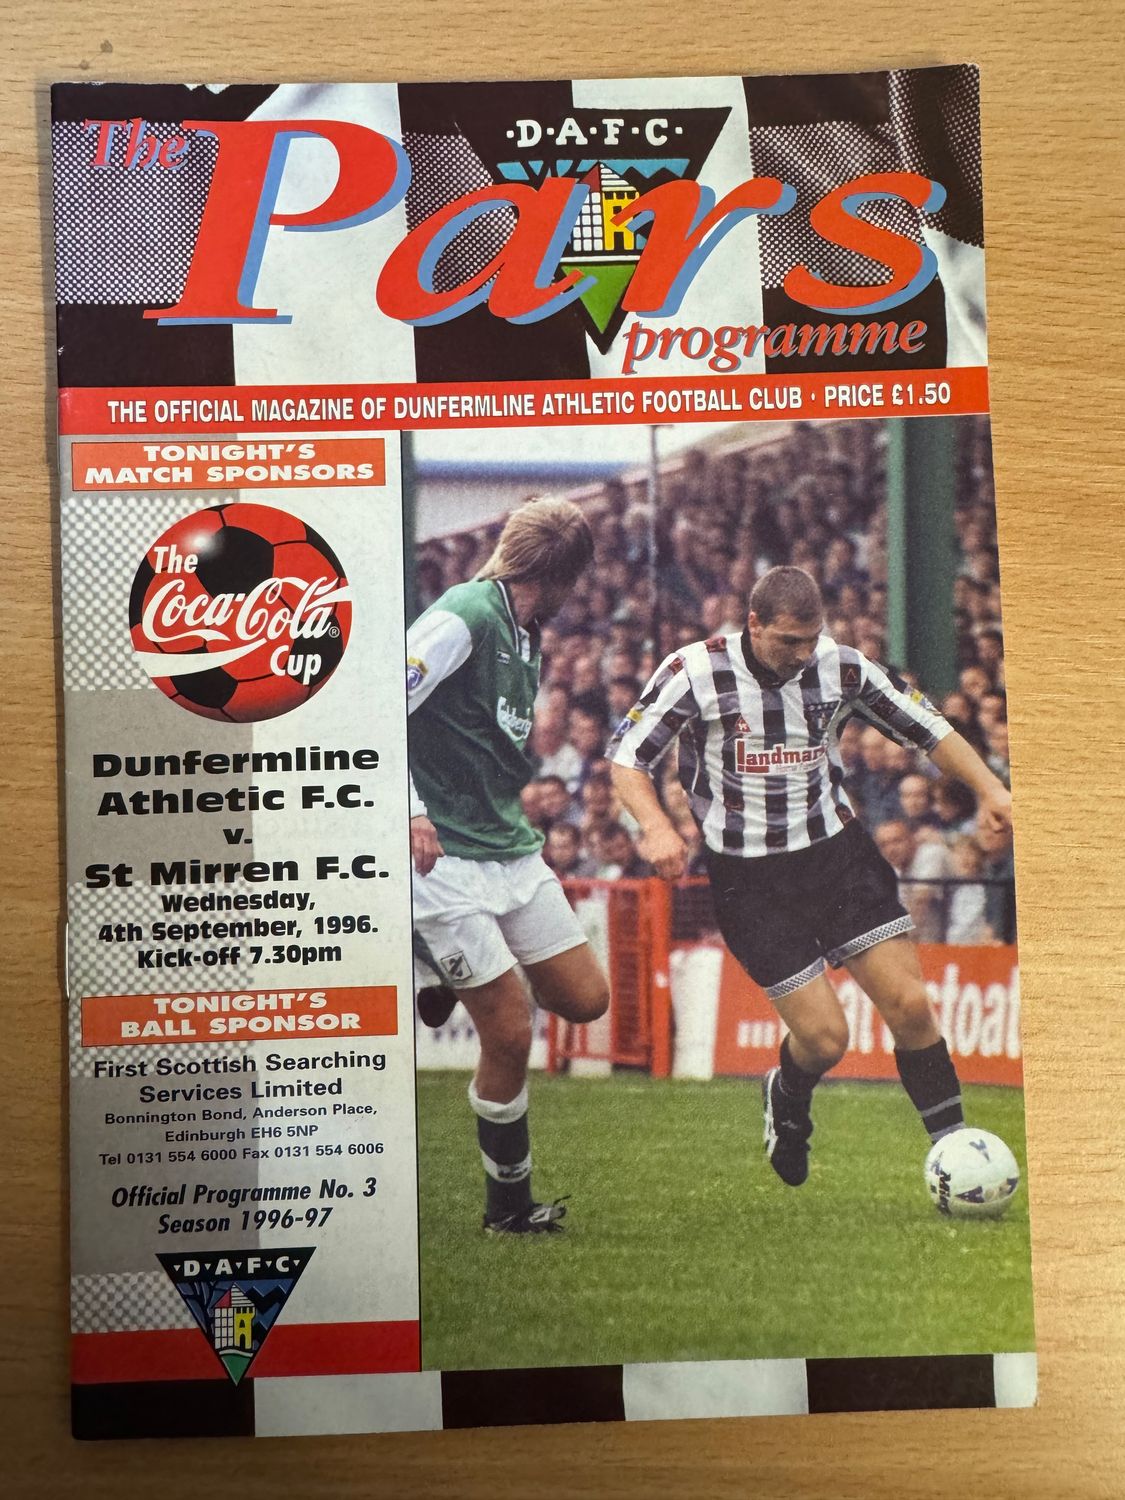 The Pars
programme
·D·A·F·C·
THE OFFICIAL MAGAZINE OF DUNFERMLINE ATHLETIC FOOTBALL CLUB · PRICE £1.50
TONIGHT'S
MATCH SPONSORS
The
Coca-Cola®
Cup
Dunfermline
Athletic F.C.
v.
St Mirren F.C.
Wednesday,
4th September, 1996.
Kick-off 7.30pm
TONIGHT'S
BALL SPONSOR
First Scottish Searching
Services Limited
Bonnington Bond, Anderson Place,
Edinburgh EH6 5NP
Tel 0131 554 6000 Fax 0131 554 6006
Official Programme No. 3
Season 1996-97
·D·A·F·C·
Carlsberg
Landmark